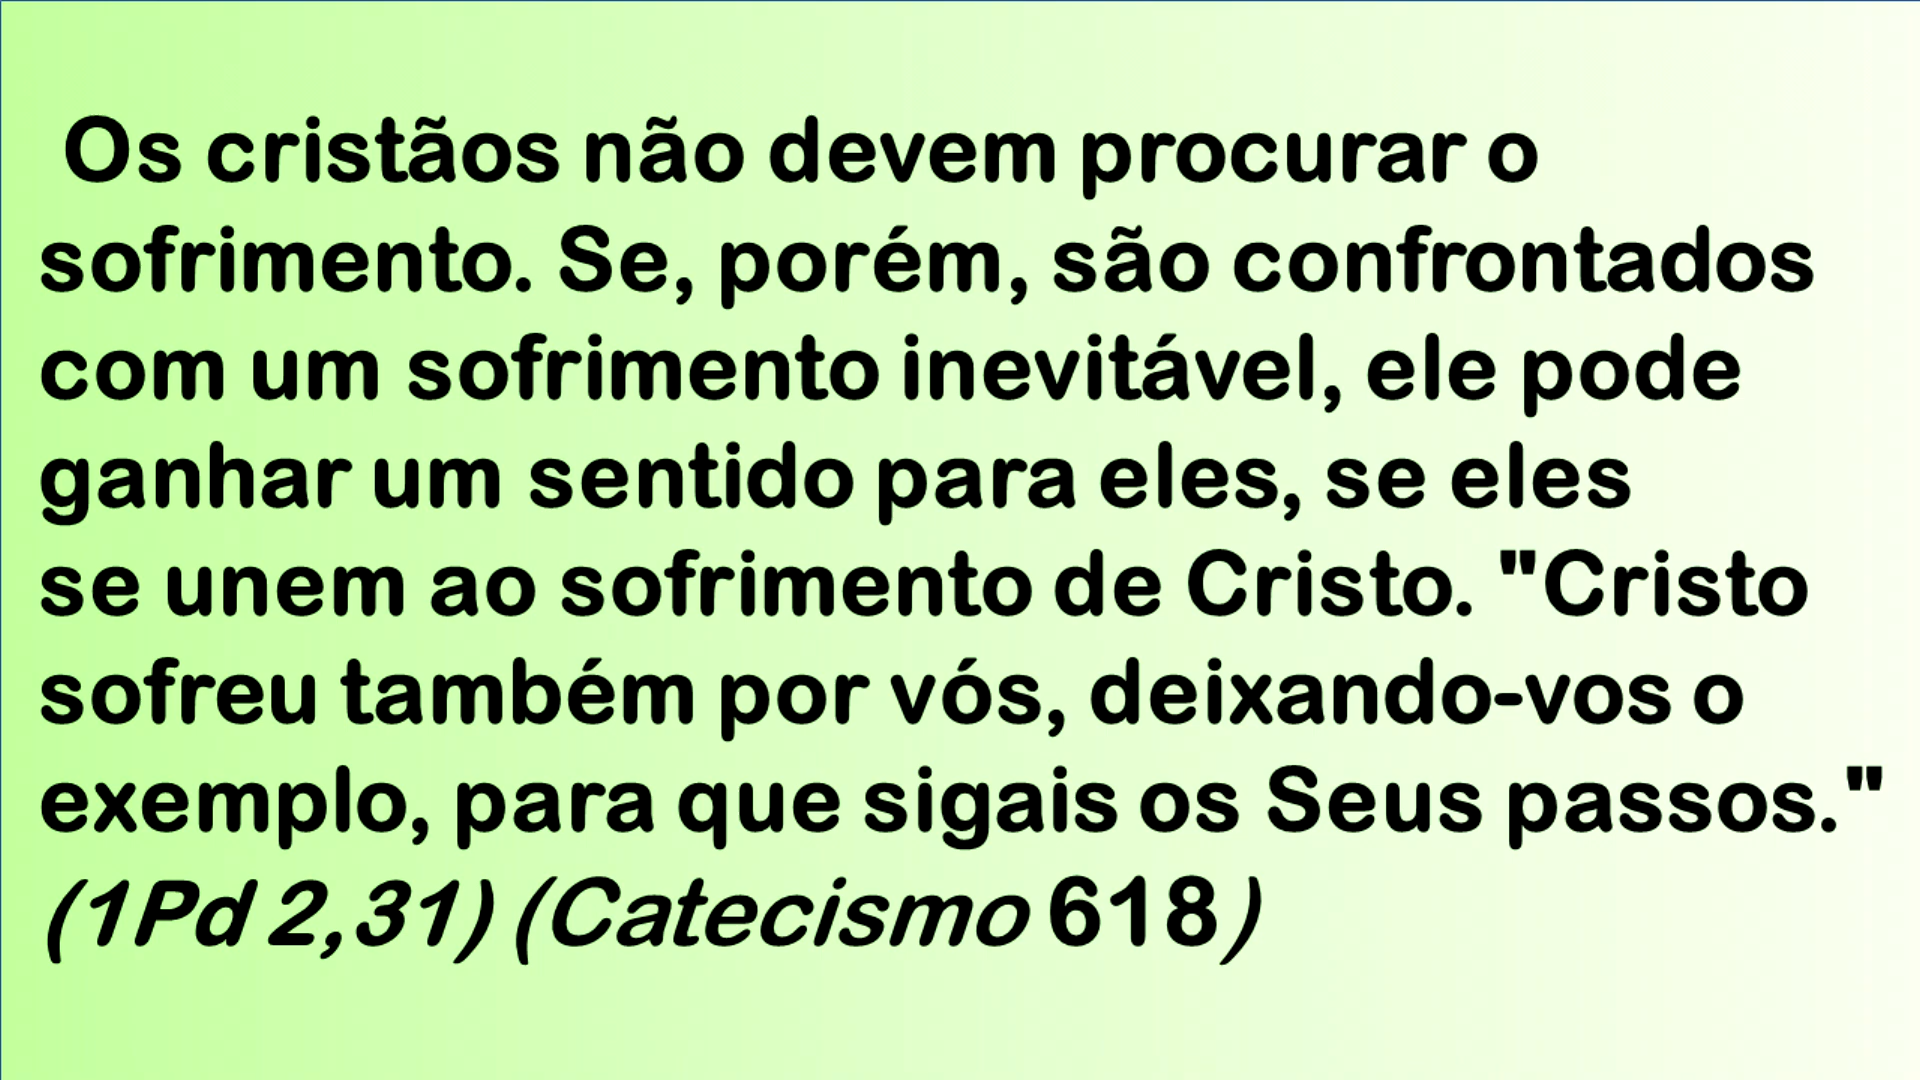 Os cristãos não devem procurar o
sofrimento. Se, porém, são confrontados
com um sofrimento inevitável, ele pode
ganhar um sentido para eles, se eles
se unem ao sofrimento de Cristo. "Cristo
sofreu também por vós, deixando-vos o
exemplo, para que sigais os Seus passos."
(1Pd 2,31) (Catecismo 618)